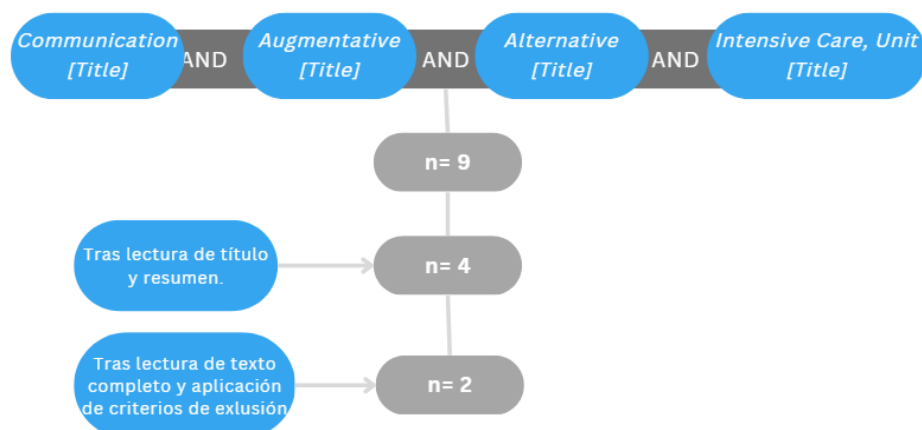 Communication AND Augmentative AND Alternative AND Intensive Care, Unit
[Title] [Title] [Title] [Title]
n= 9
Tras lectura de título
y resumen.
n= 4
Tras lectura de texto
completo y aplicación
de criterios de exlusión
n= 2